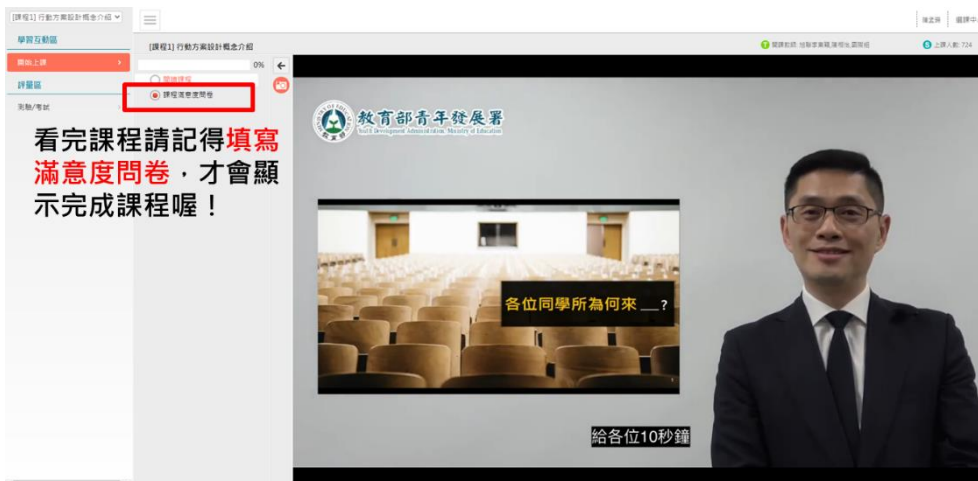 [課程1] 行動方案設計概念介紹
學習互動區
開始上課
評量區
測驗/考試
[課程1] 行動方案設計概念介紹
0%
開始課程
課程滿意度問卷
上課人數: 724
看完課程請記得填寫
滿意度問卷，才會顯
示完成課程喔！
教育部青年發展署
Youth Development Administration, Ministry of Education
各位同學所為何來__?
給各位10秒鐘